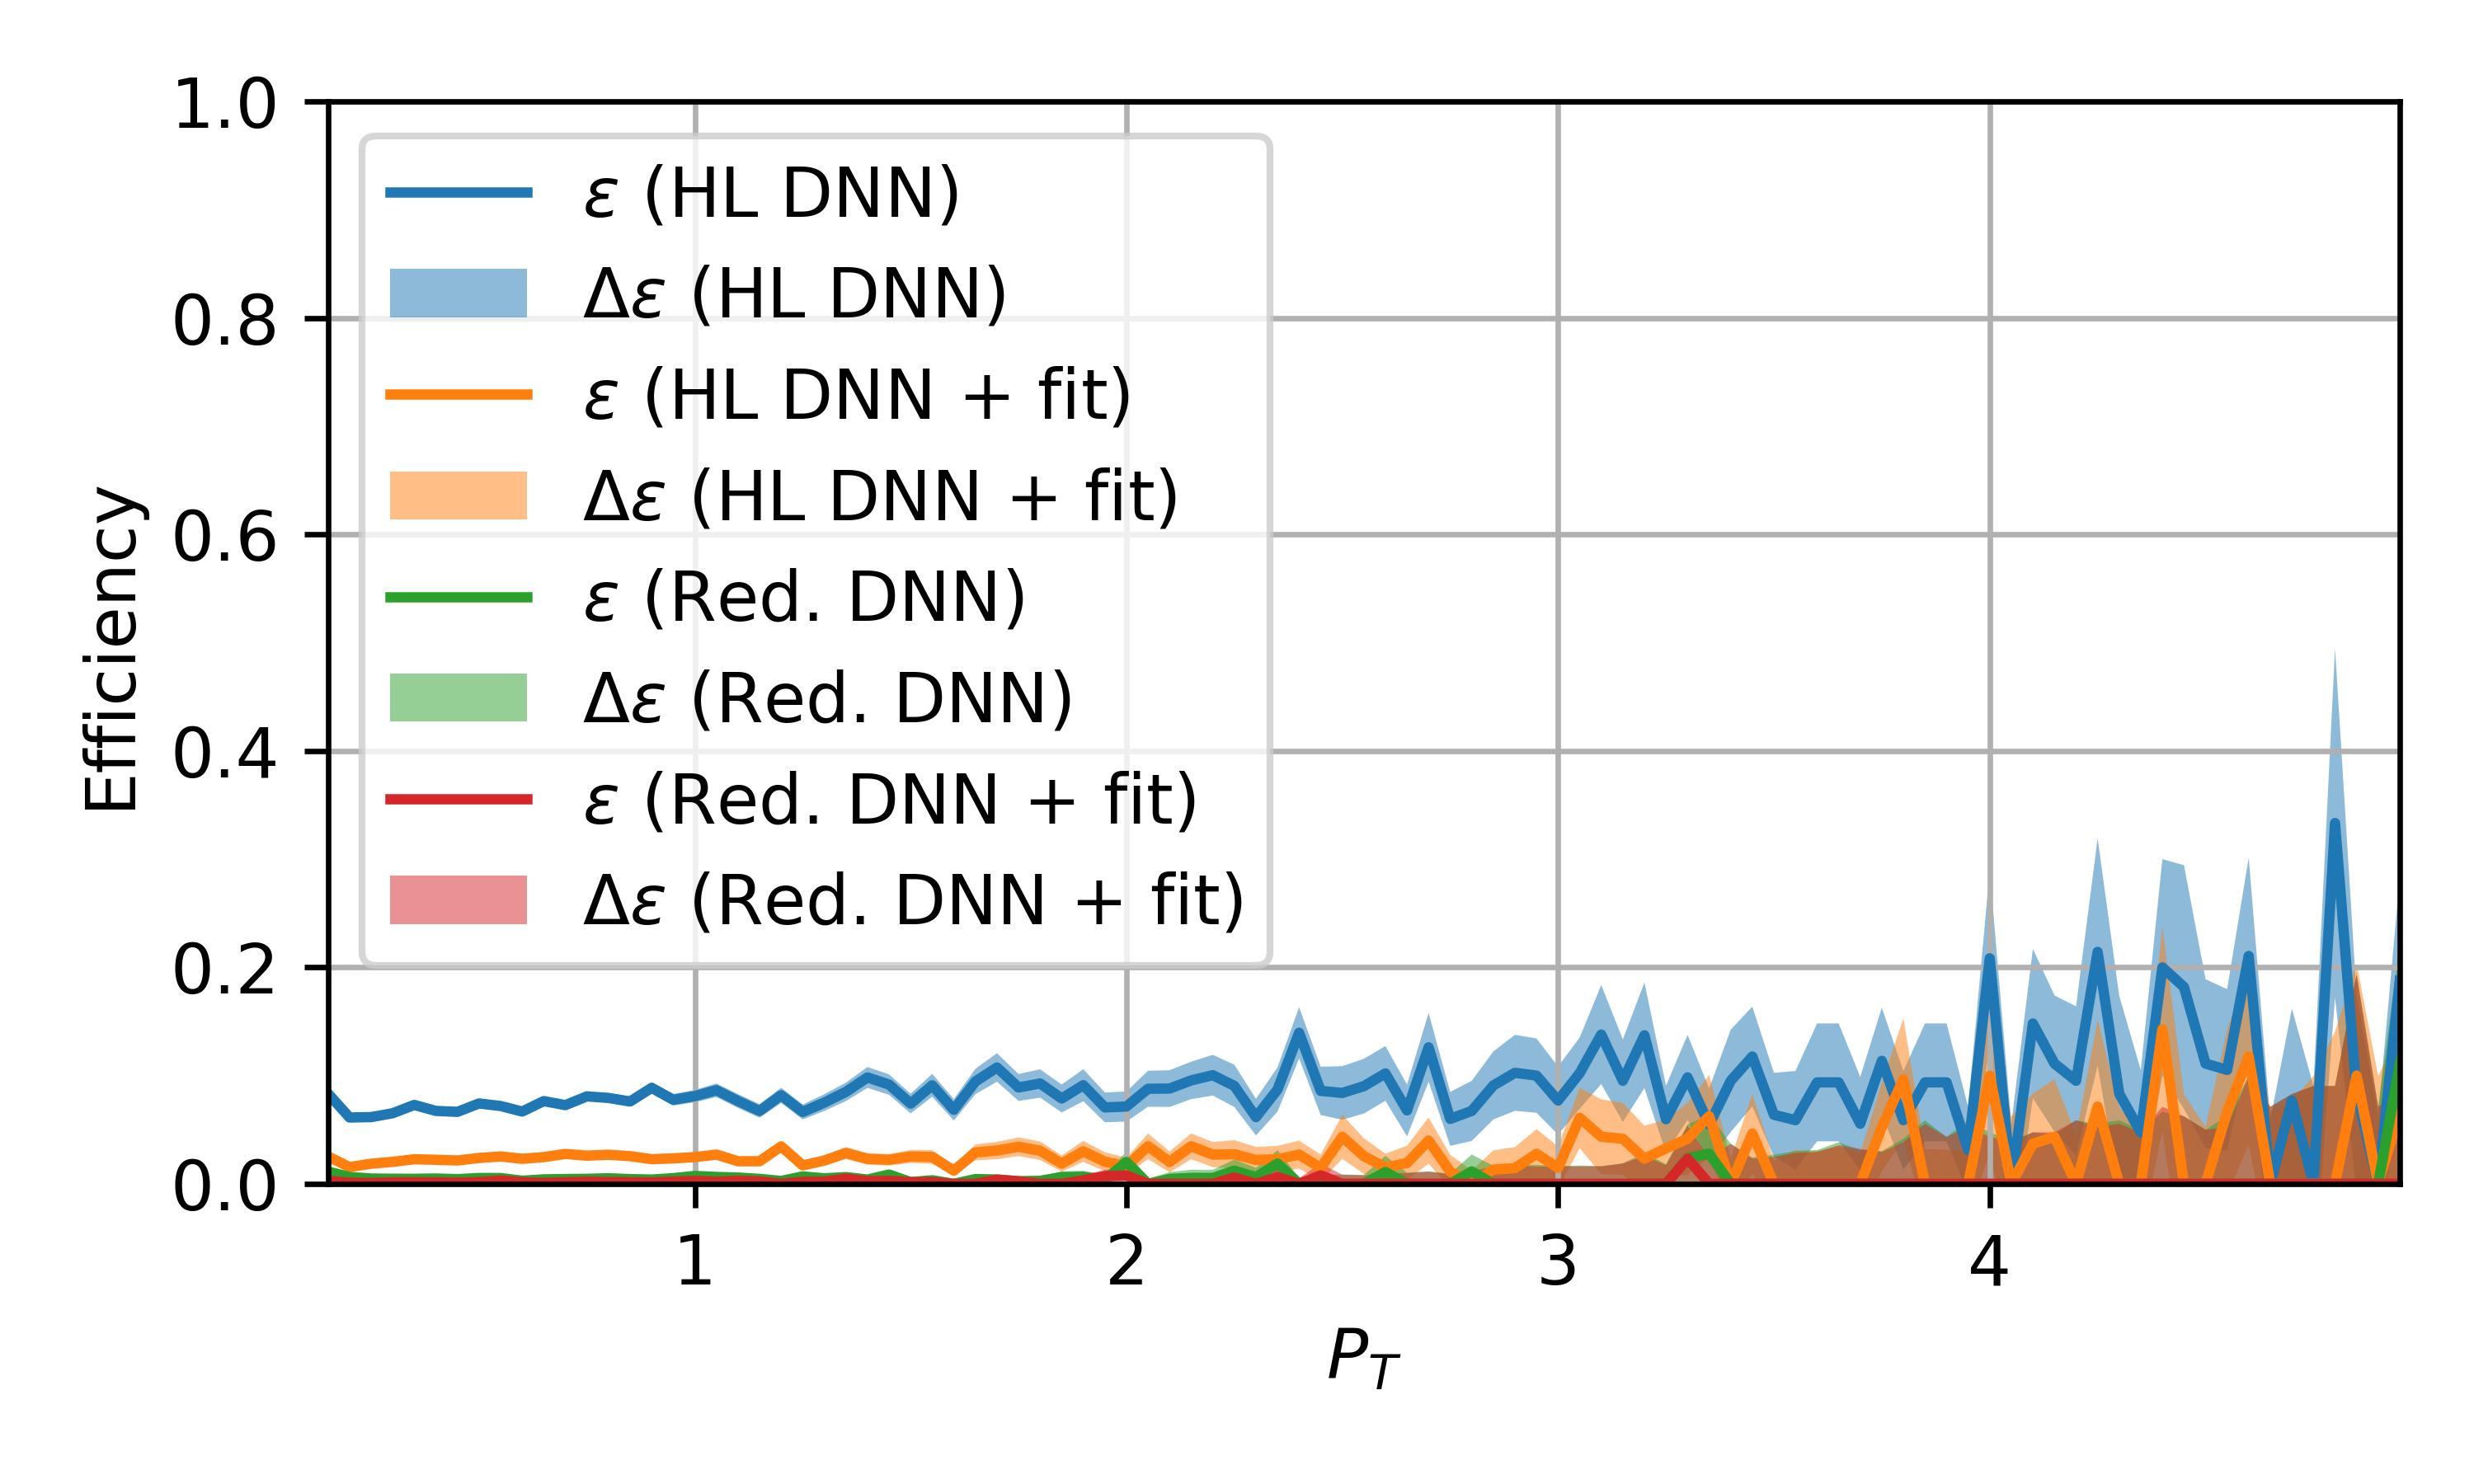 1.0
0.8
0.6
0.4
0.2
0.0
Efficiency
ε (HL DNN)
Δε (HL DNN)
ε (HL DNN + fit)
Δε (HL DNN + fit)
ε (Red. DNN)
Δε (Red. DNN)
ε (Red. DNN + fit)
Δε (Red. DNN + fit)
1 2 3 4
P_T